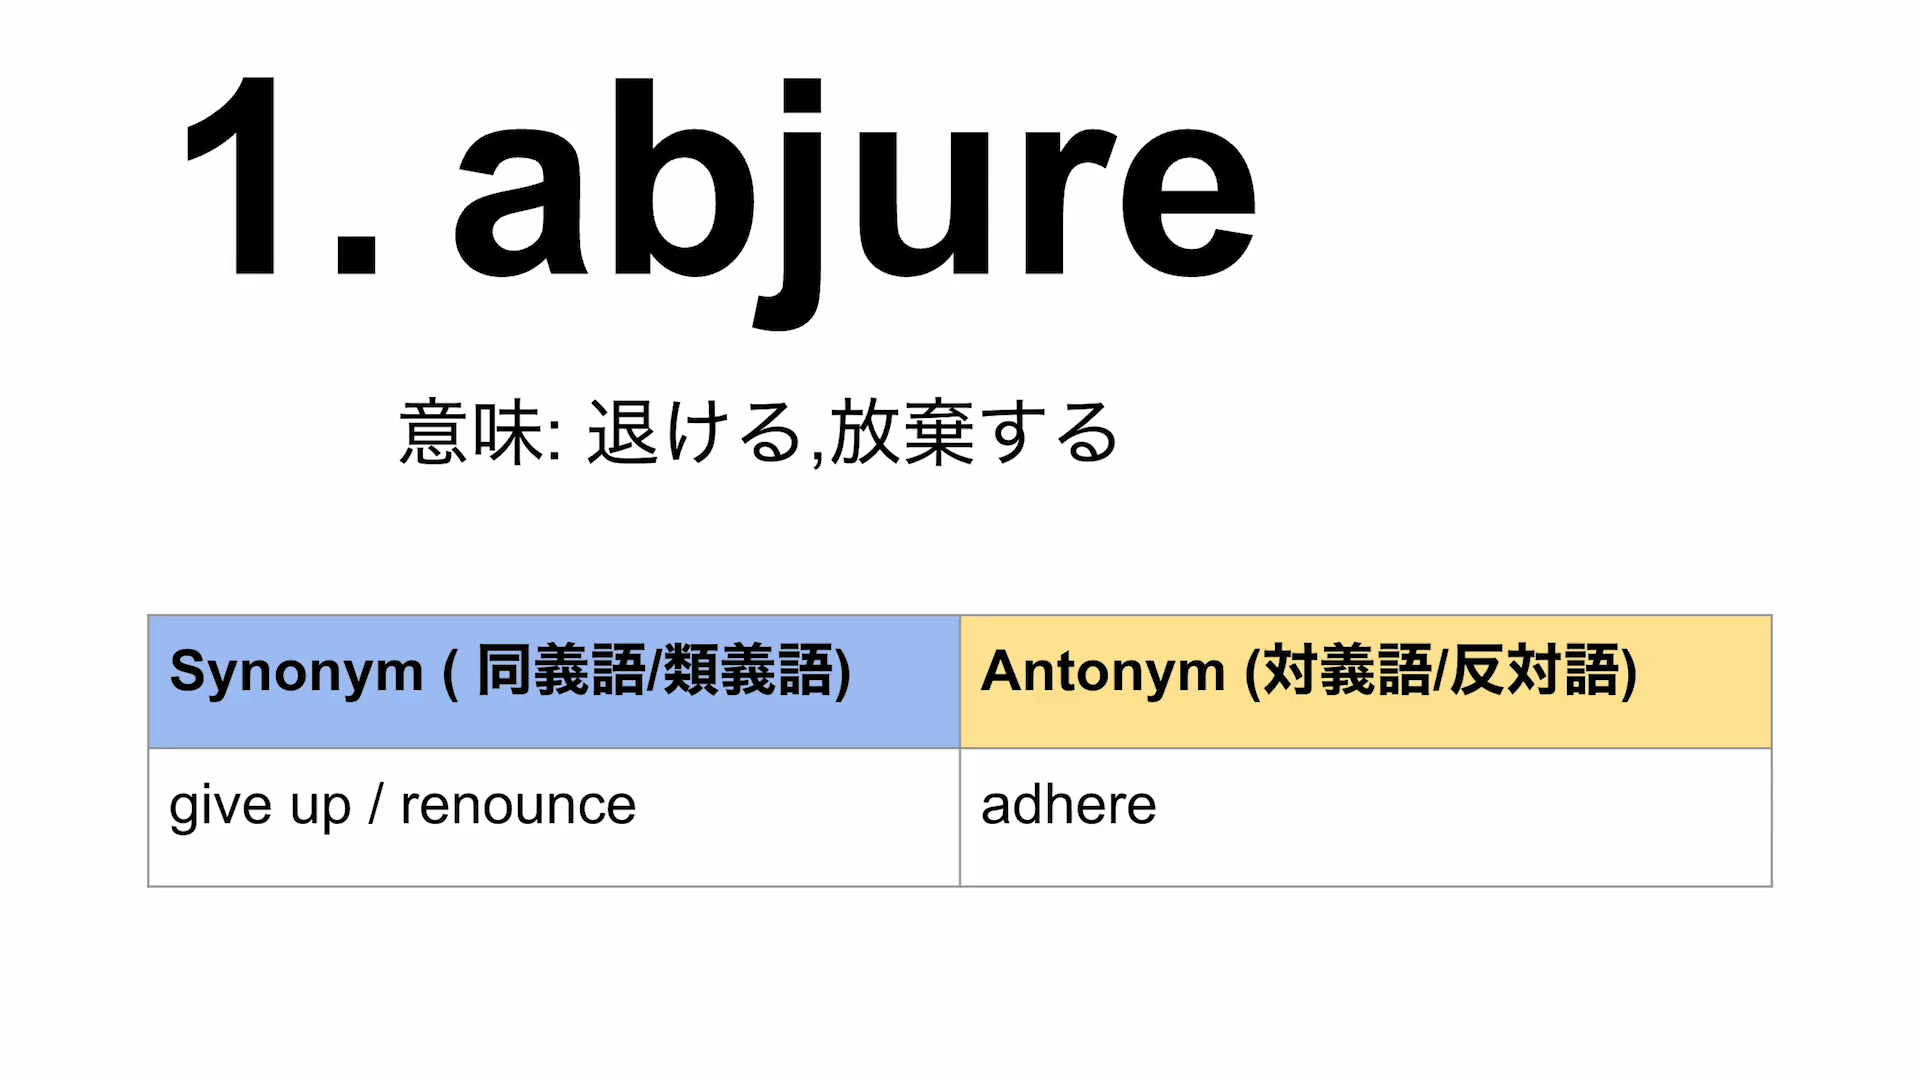 1. abjure
意味: 退ける,放棄する
Synonym ( 同義語/類義語)
Antonym (対義語/反対語)
give up / renounce
adhere